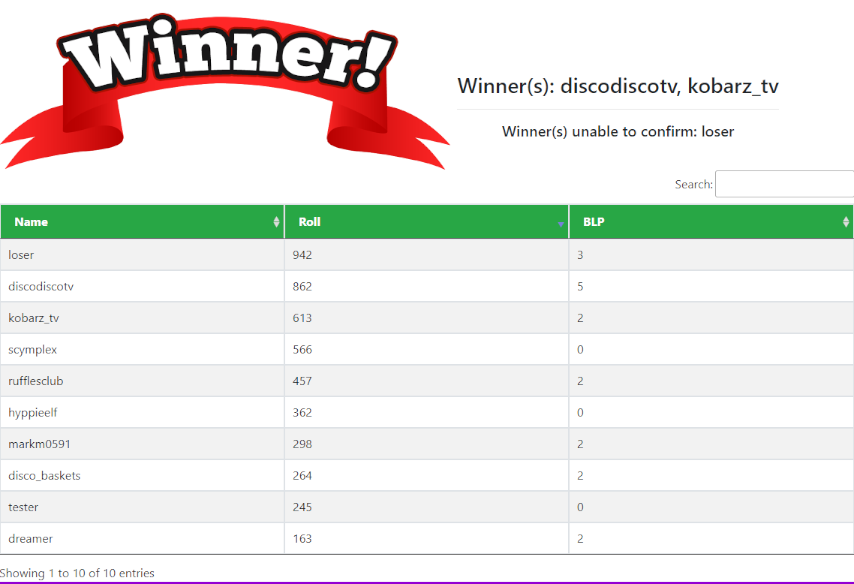 Winner!
Winner(s): discodiscotv, kobarz_tv
Winner(s) unable to confirm: loser
Search:
Name Roll BLP
loser 942 3
discodiscotv 862 5
kobarz_tv 613 2
scymplex 566 0
rufflesclub 457 2
hyppieelf 362 0
markm0591 298 2
disco_baskets 264 2
tester 245 0
dreamer 163 2
Showing 1 to 10 of 10 entries